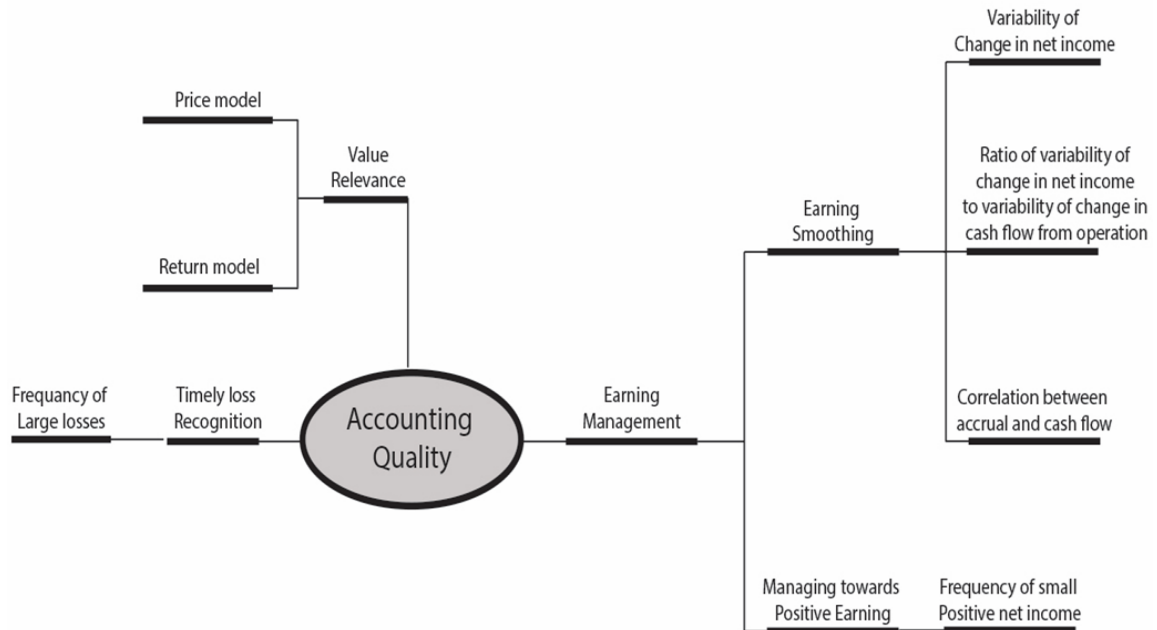 Variability of
Change in net income
Price model
Value
Relevance
Ratio of variability of
change in net income
to variability of change in
cash flow from operation
Earning
Smoothing
Return model
Frequancy of
Large losses
Timely loss
Recognition
Accounting
Quality
Earning
Management
Correlation between
accrual and cash flow
Managing towards
Positive Earning
Frequency of small
Positive net income